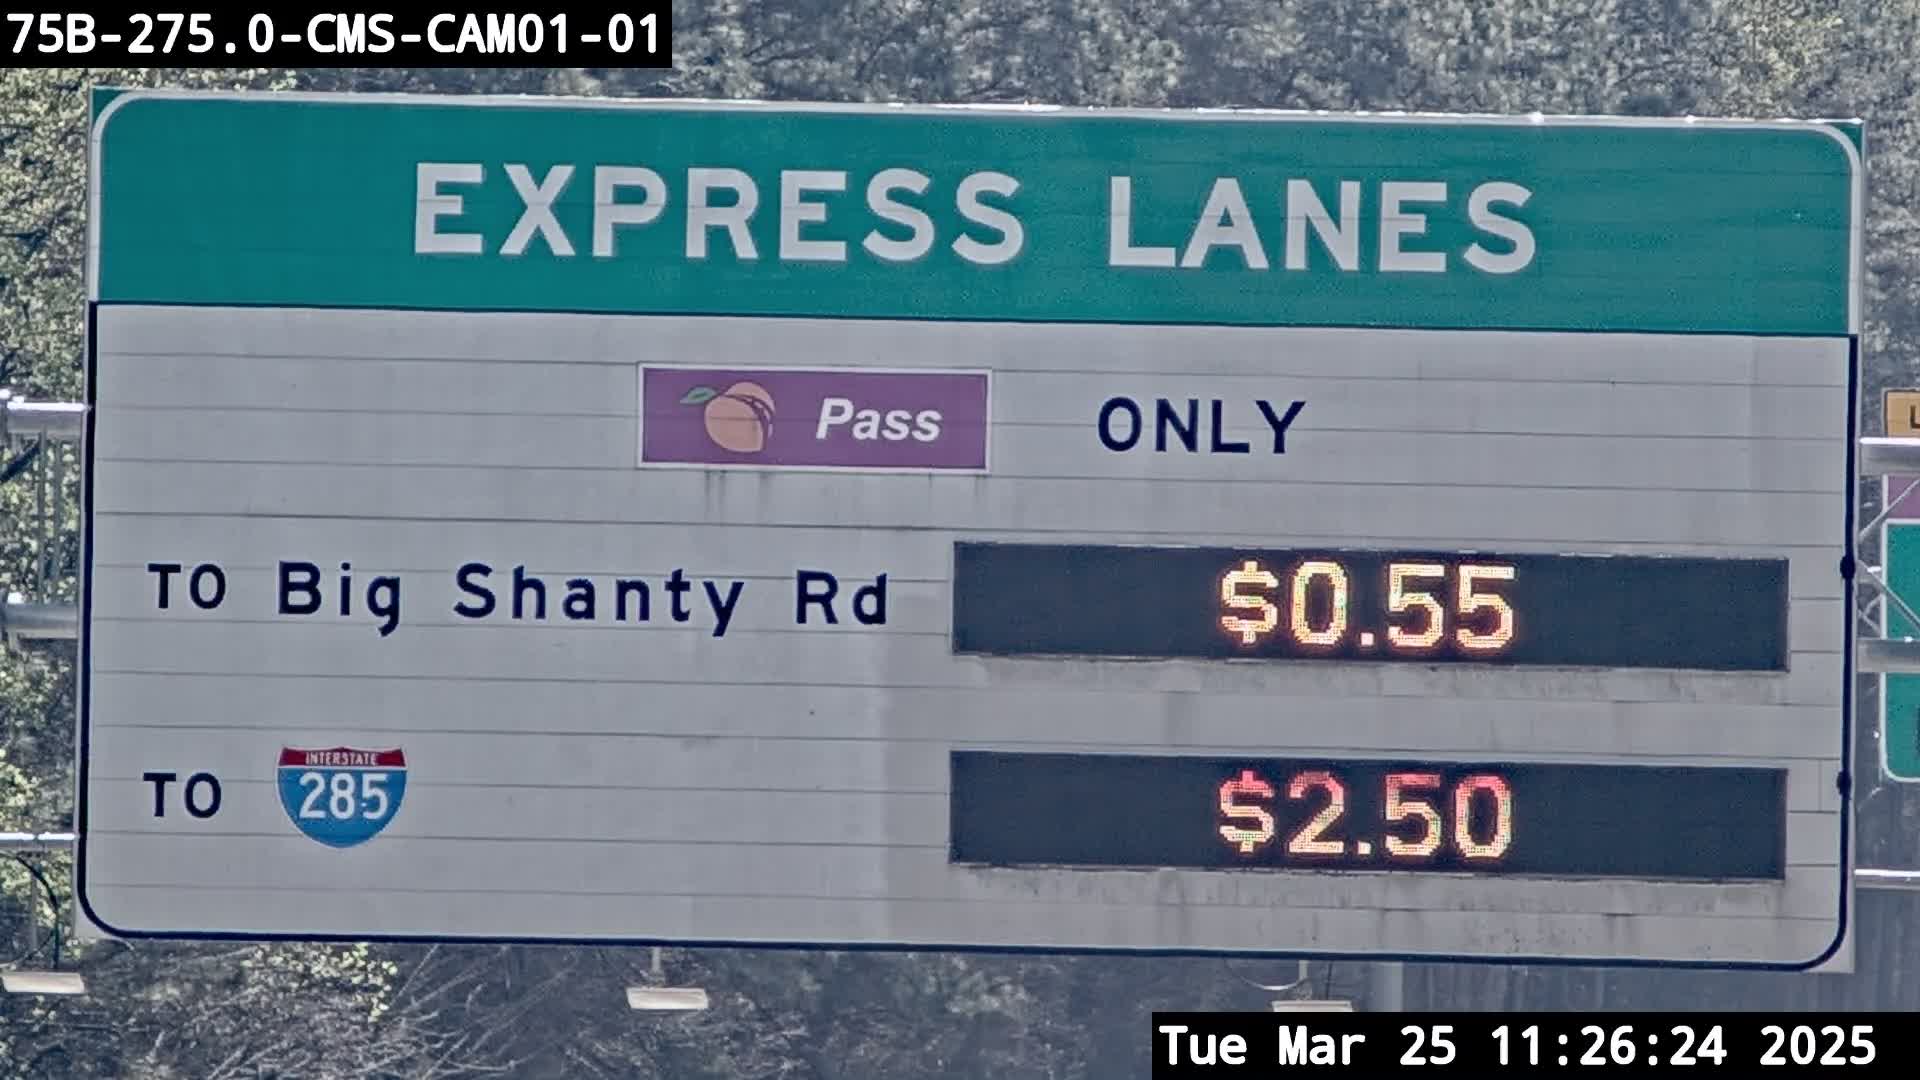 75B-275.0-CMS-CAM01-01
EXPRESS LANES
Pass ONLY
TO Big Shanty Rd $0.55
TO INTERSTATE 285 $2.50
Tue Mar 25 11:26:24 2025